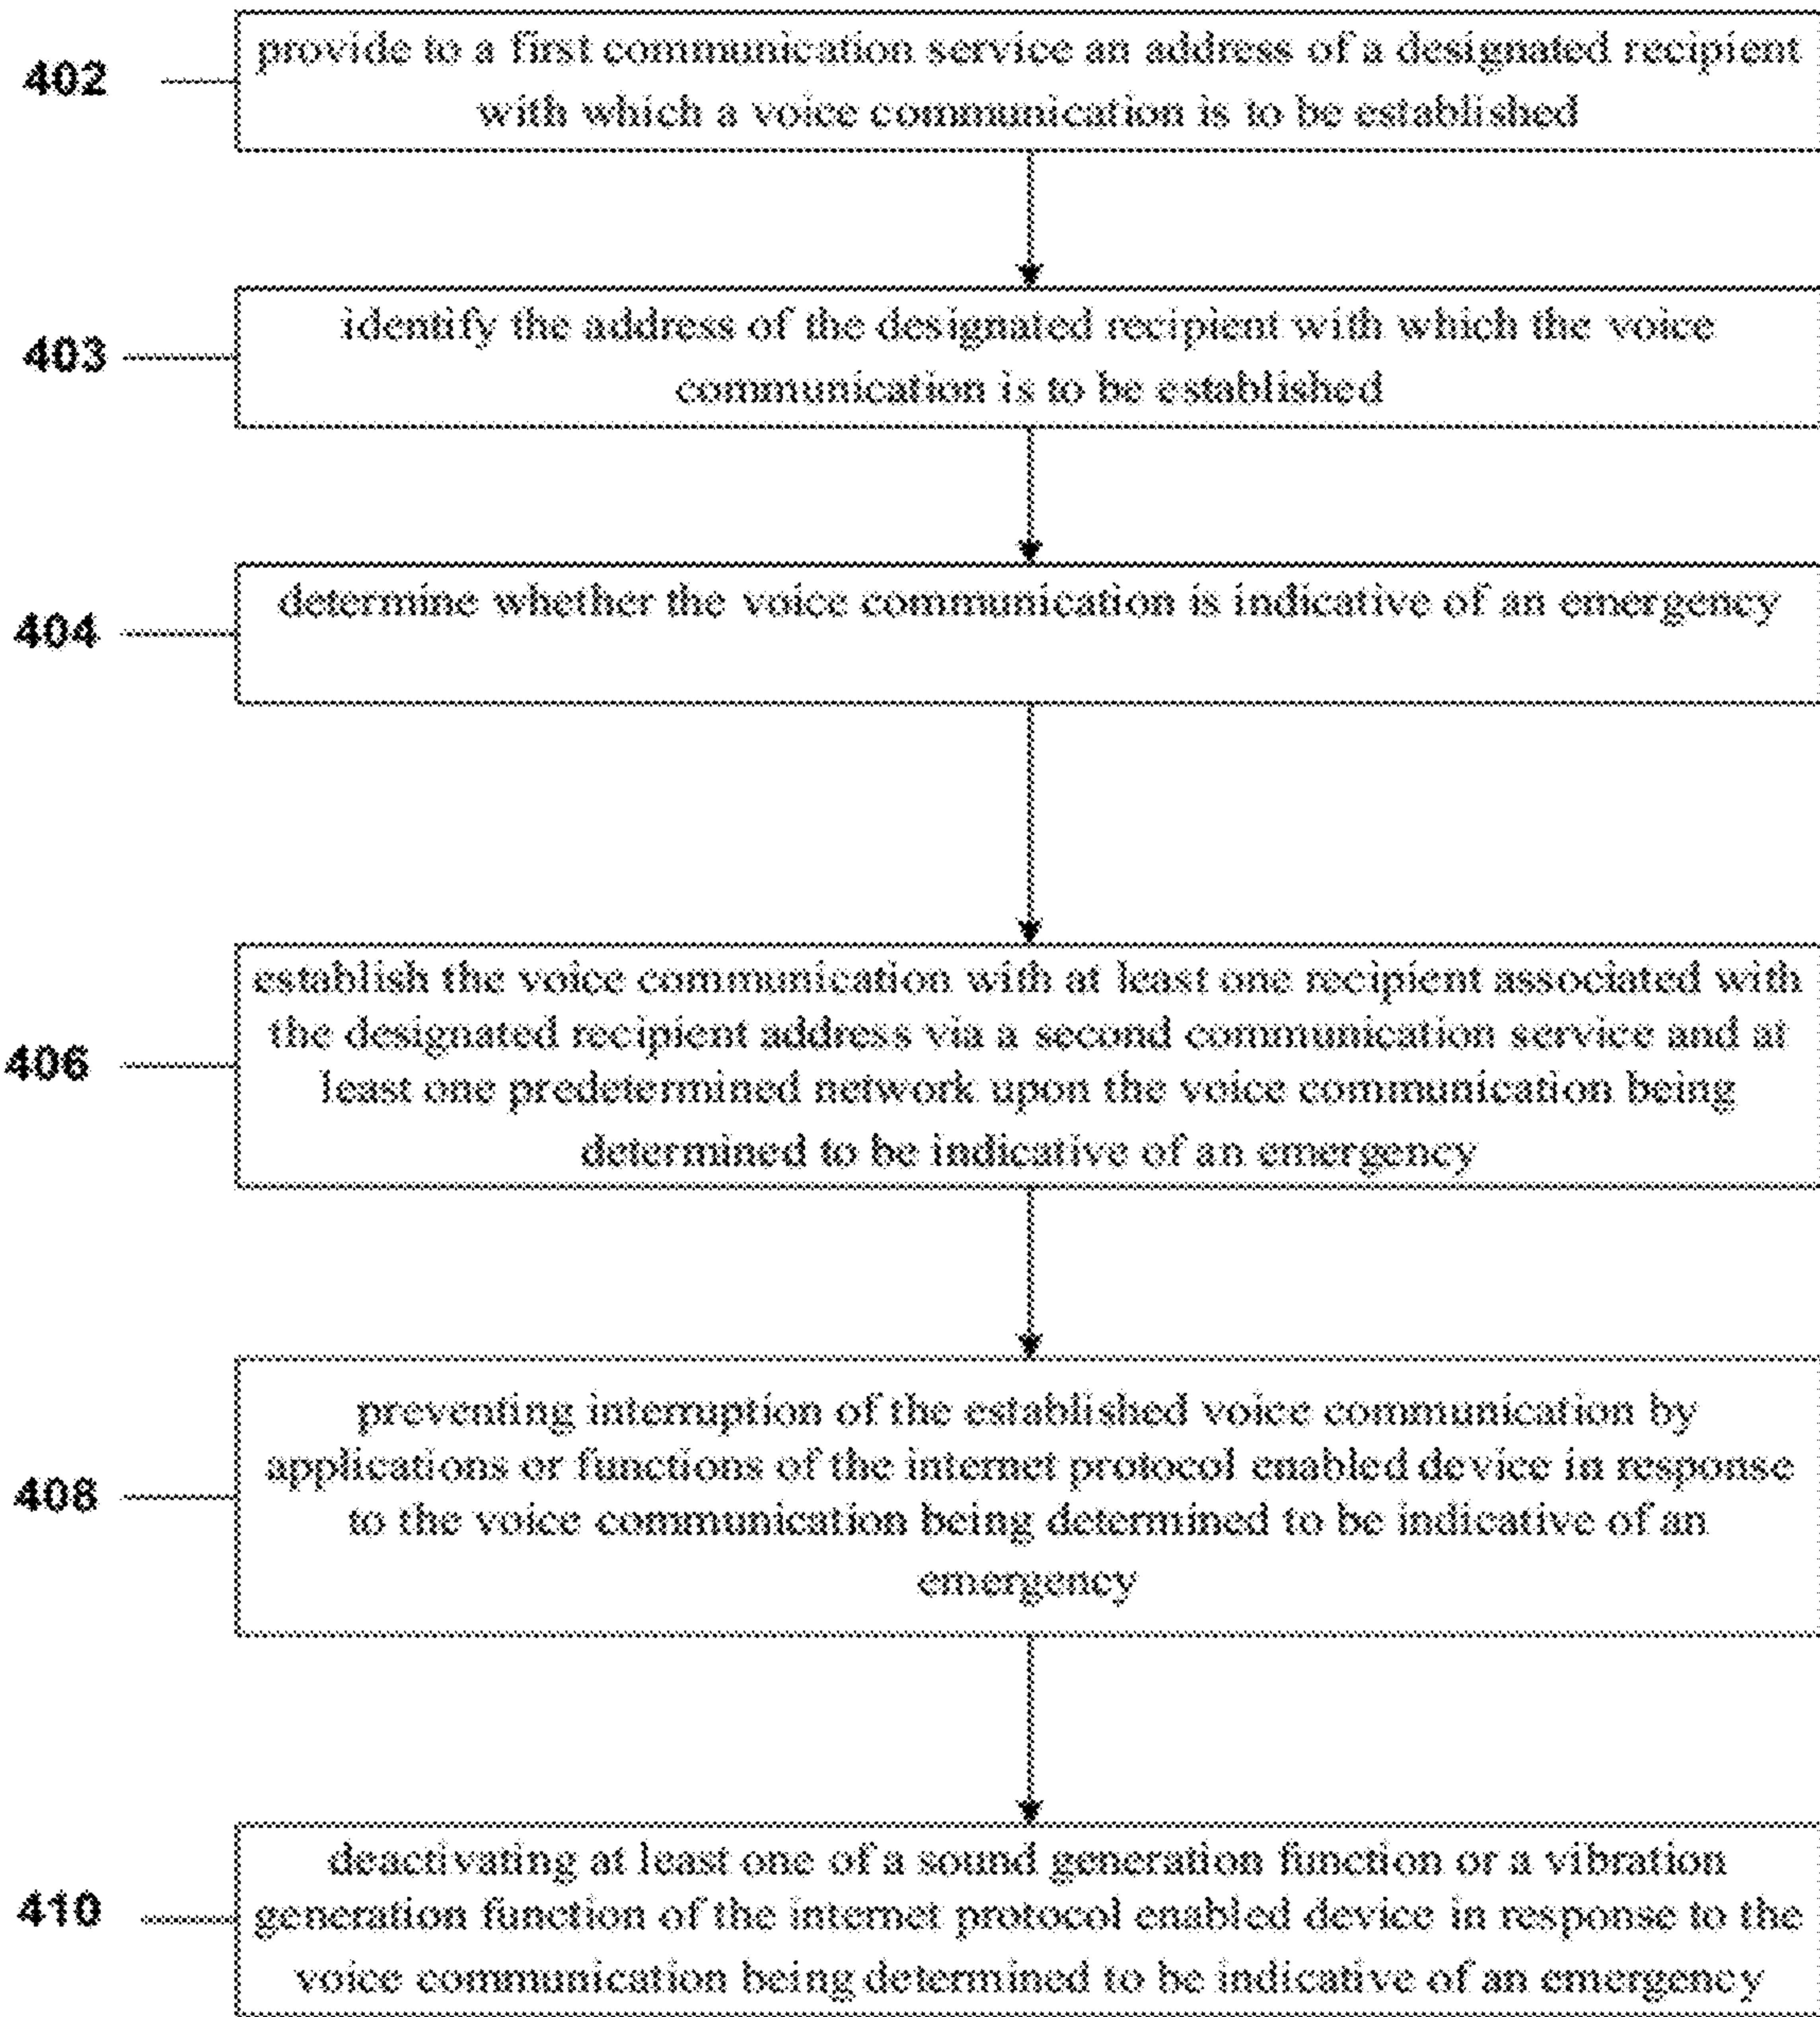 402
provide to a first communication service an address of a designated recipient
with which a voice communication is to be established
403
identify the address of the designated recipient with which the voice
communication is to be established
404
determine whether the voice communication is indicative of an emergency
406
establish the voice communication with at least one recipient associated with
the designated recipient address via a second communication service and at
least one predetermined network upon the voice communication being
determined to be indicative of an emergency
408
preventing interruption of the established voice communication by
applications or functions of the internet protocol enabled device in response
to the voice communication being determined to be indicative of an
emergency
410
deactivating at least one of a sound generation function or a vibration
generation function of the internet protocol enabled device in response to the
voice communication being determined to be indicative of an emergency